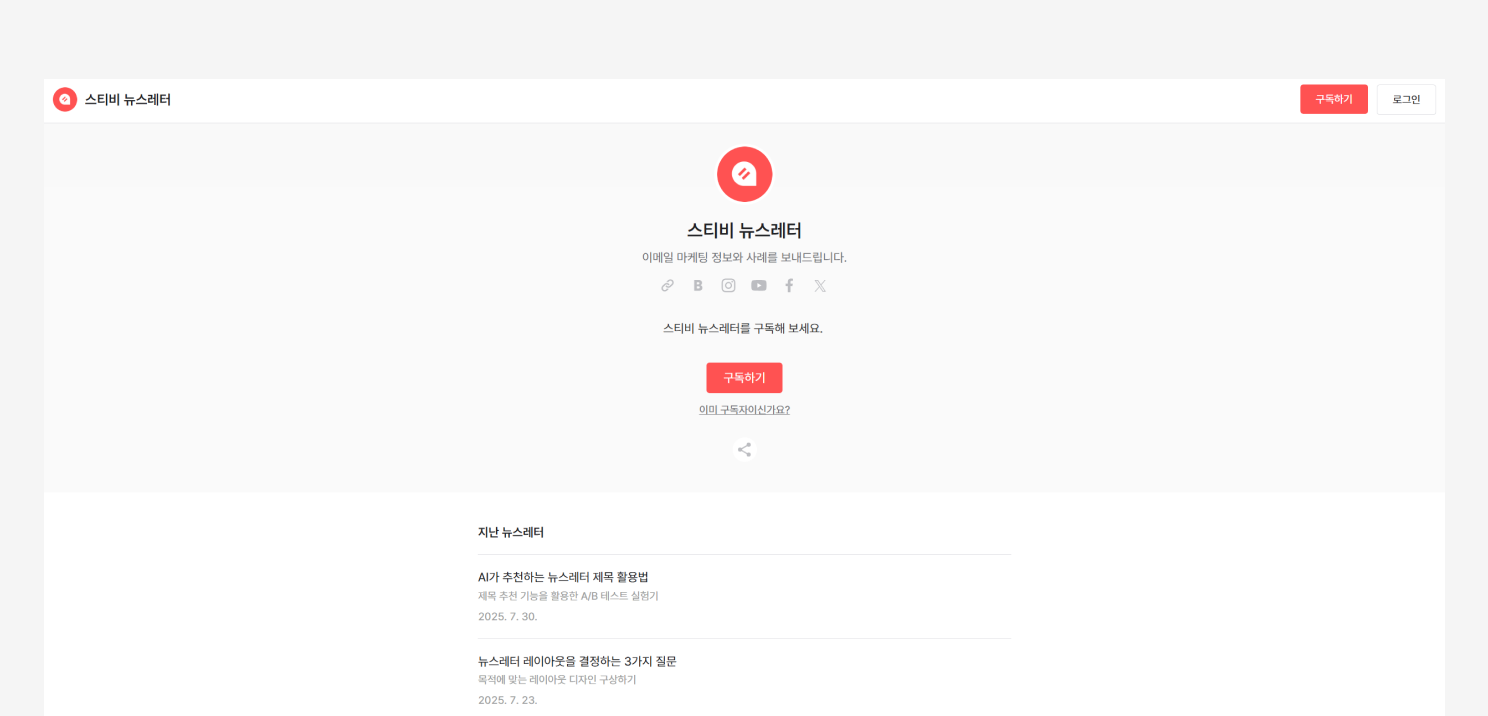 스티비 뉴스레터
구독하기
로그인
스티비 뉴스레터
이메일 마케팅 정보와 사례를 보내드립니다.
스티비 뉴스레터를 구독해 보세요.
구독하기
이미 구독자이신가요?
지난 뉴스레터
AI가 추천하는 뉴스레터 제목 활용법
제목 추천 기능을 활용한 A/B 테스트 실험기
2025. 7. 30.
뉴스레터 레이아웃을 결정하는 3가지 질문
목적에 맞는 레이아웃 디자인 구상하기
2025. 7. 23.